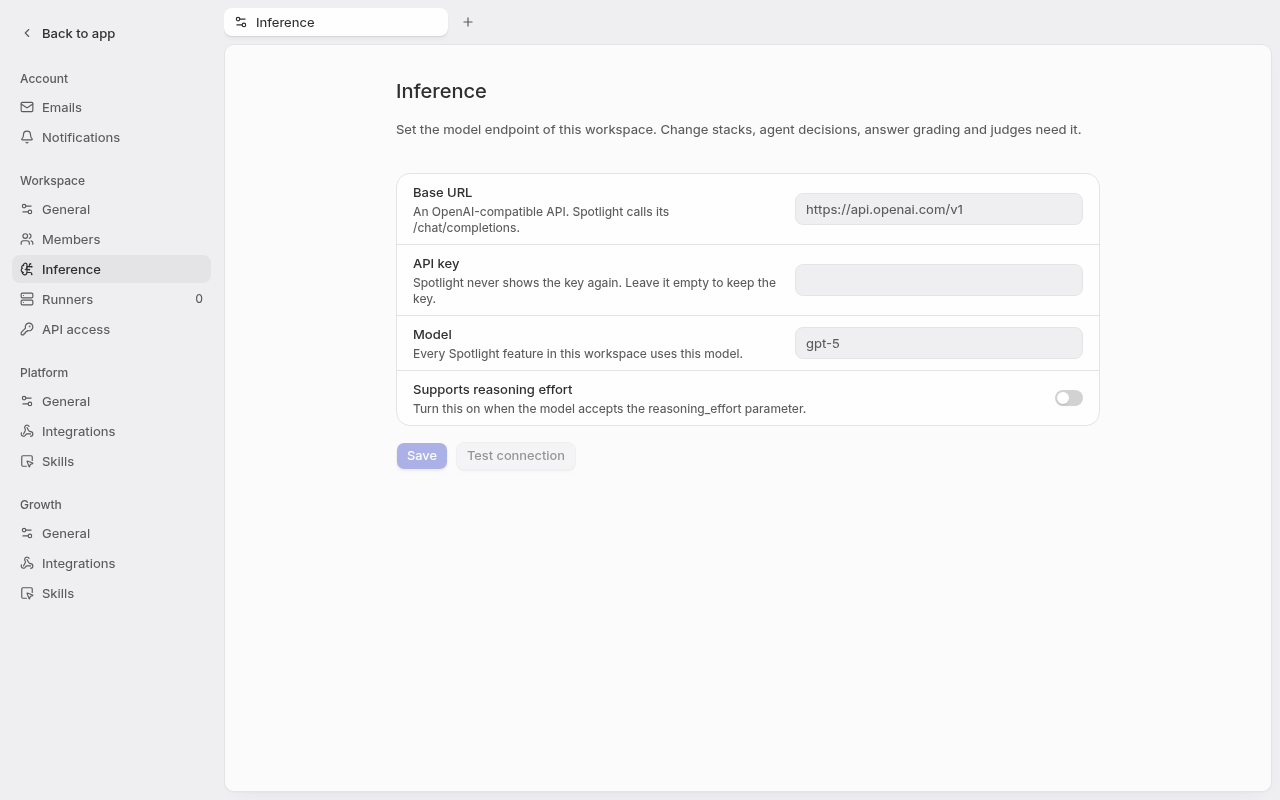 Back to app
Account
Emails
Notifications
Workspace
General
Members
Inference
Runners 0
API access
Platform
General
Integrations
Skills
Growth
General
Integrations
Skills
Inference
Inference
Set the model endpoint of this workspace. Change stacks, agent decisions, answer grading and judges need it.
Base URL
An OpenAI-compatible API. Spotlight calls its
/chat/completions.
https://api.openai.com/v1
API key
Spotlight never shows the key again. Leave it empty to keep the
key.
Model
Every Spotlight feature in this workspace uses this model.
gpt-5
Supports reasoning effort
Turn this on when the model accepts the reasoning_effort parameter.
Save
Test connection